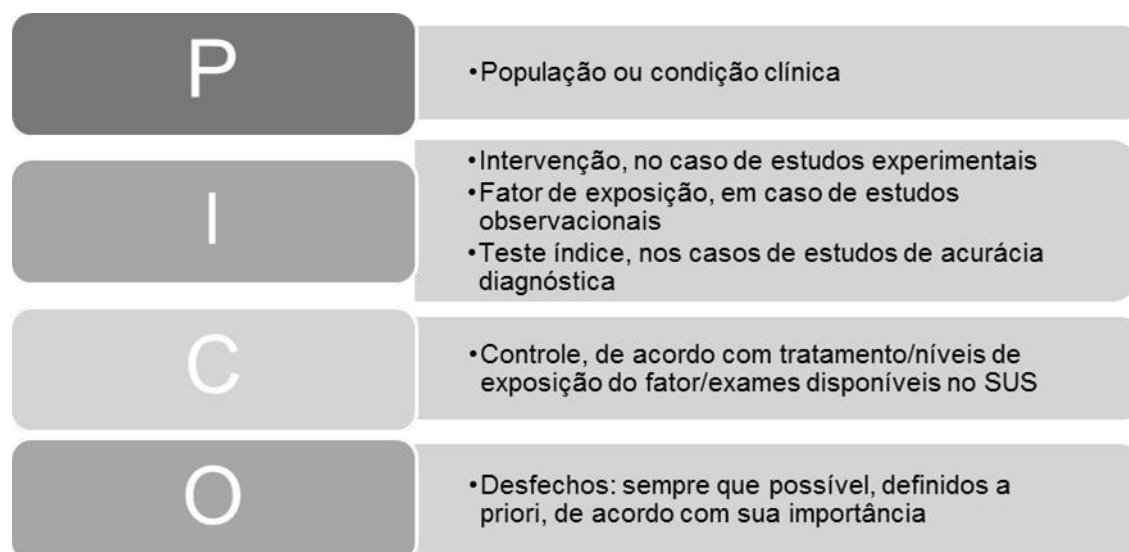 P
•População ou condição clínica
I
•Intervenção, no caso de estudos experimentais
•Fator de exposição, em caso de estudos
observacionais
•Teste índice, nos casos de estudos de acurácia
diagnóstica
C
•Controle, de acordo com tratamento/níveis de
exposição do fator/exames disponíveis no SUS
O
•Desfechos: sempre que possível, definidos a
priori, de acordo com sua importância